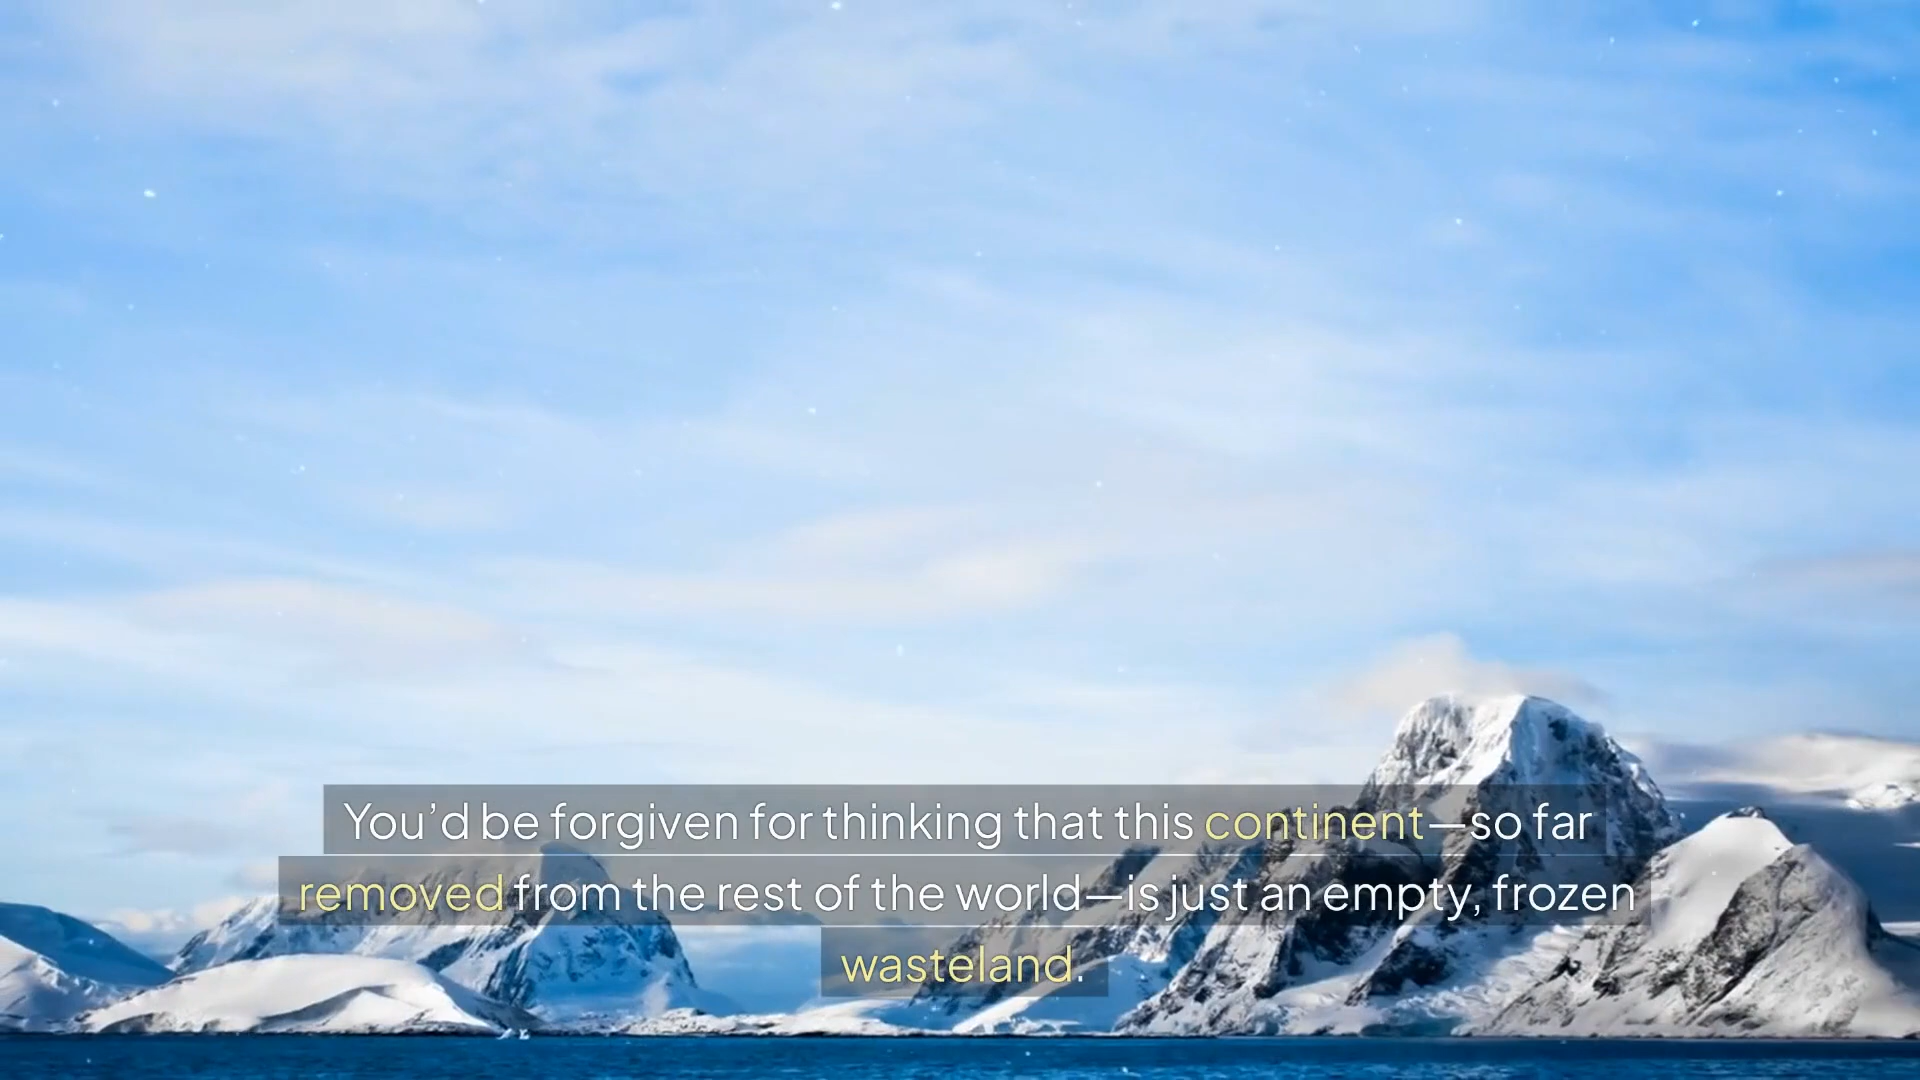 You’d be forgiven for thinking that this continent—so far
removed from the rest of the world—is just an empty, frozen
wasteland.